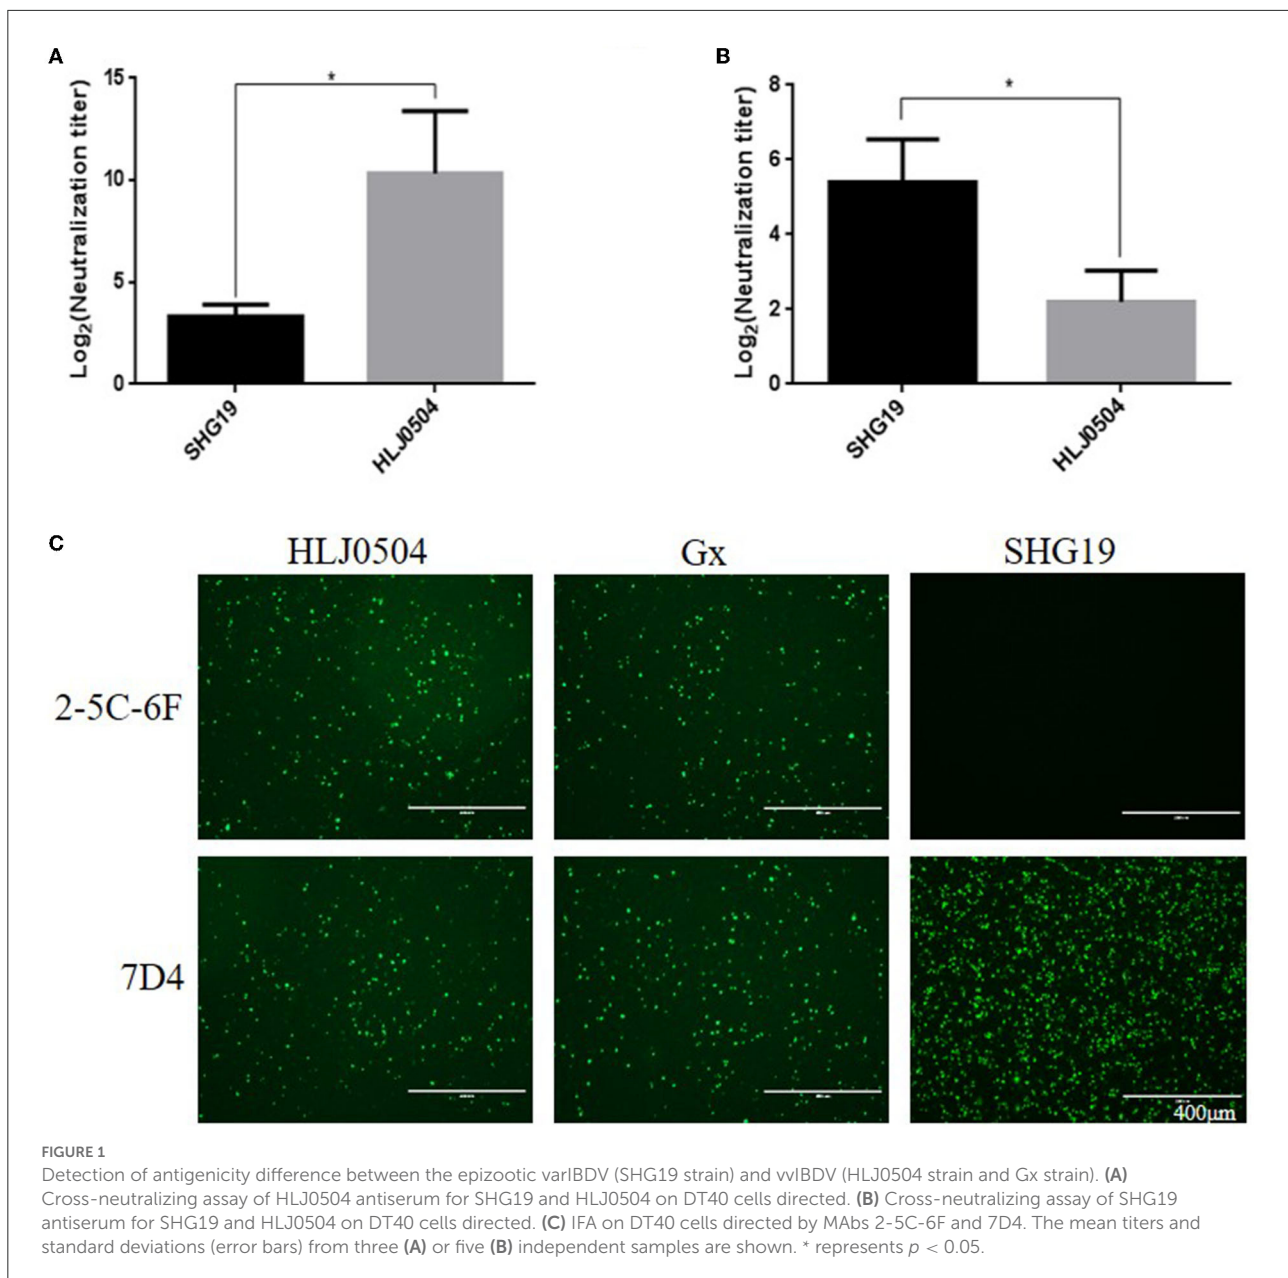 A
B
Log2(Neutralization titer)
15
10
5
0
*
SHG19
HLJ0504
Log2(Neutralization titer)
8
6
4
2
0
*
SHG19
HLJ0504
C
HLJ0504
Gx
SHG19
2-5C-6F
7D4
400μm
FIGURE 1
Detection of antigenicity difference between the epizootic varIBDV (SHG19 strain) and vvIBDV (HLJ0504 strain and Gx strain). (A)
Cross-neutralizing assay of HLJ0504 antiserum for SHG19 and HLJ0504 on DT40 cells directed. (B) Cross-neutralizing assay of SHG19
antiserum for SHG19 and HLJ0504 on DT40 cells directed. (C) IFA on DT40 cells directed by MAbs 2-5C-6F and 7D4. The mean titers and
standard deviations (error bars) from three (A) or five (B) independent samples are shown. * represents p < 0.05.